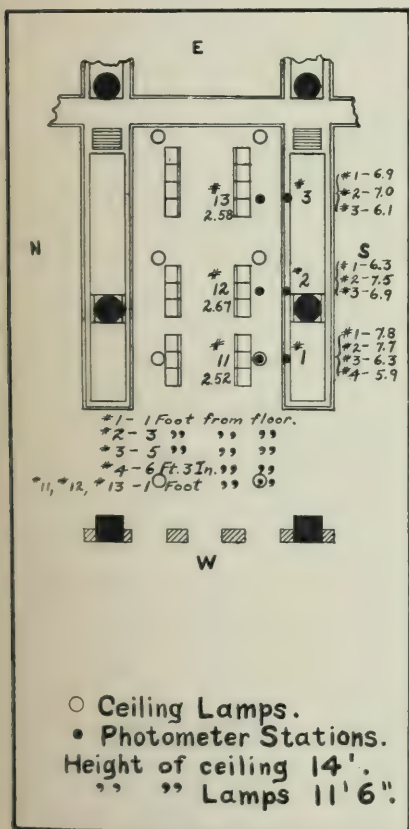 E
N
S
#13
2.58
#3
#1-6.9
#2-7.0
#3-6.1
#12
2.67
#2
#1-6.3
#2-7.5
#3-6.9
#11
2.52
#1
#1-7.8
#2-7.7
#3-6.3
#4-5.9
#1-1 Foot from floor.
#2-3 ,, ,, ,,
#3-5 ,, ,, ,,
#4-6 Ft. 3 In. ,, ,,
#11, #12, #13-1 Foot ,, ,,
W
○ Ceiling Lamps.
• Photometer Stations.
Height of ceiling 14'.
,, ,, Lamps 11'6".